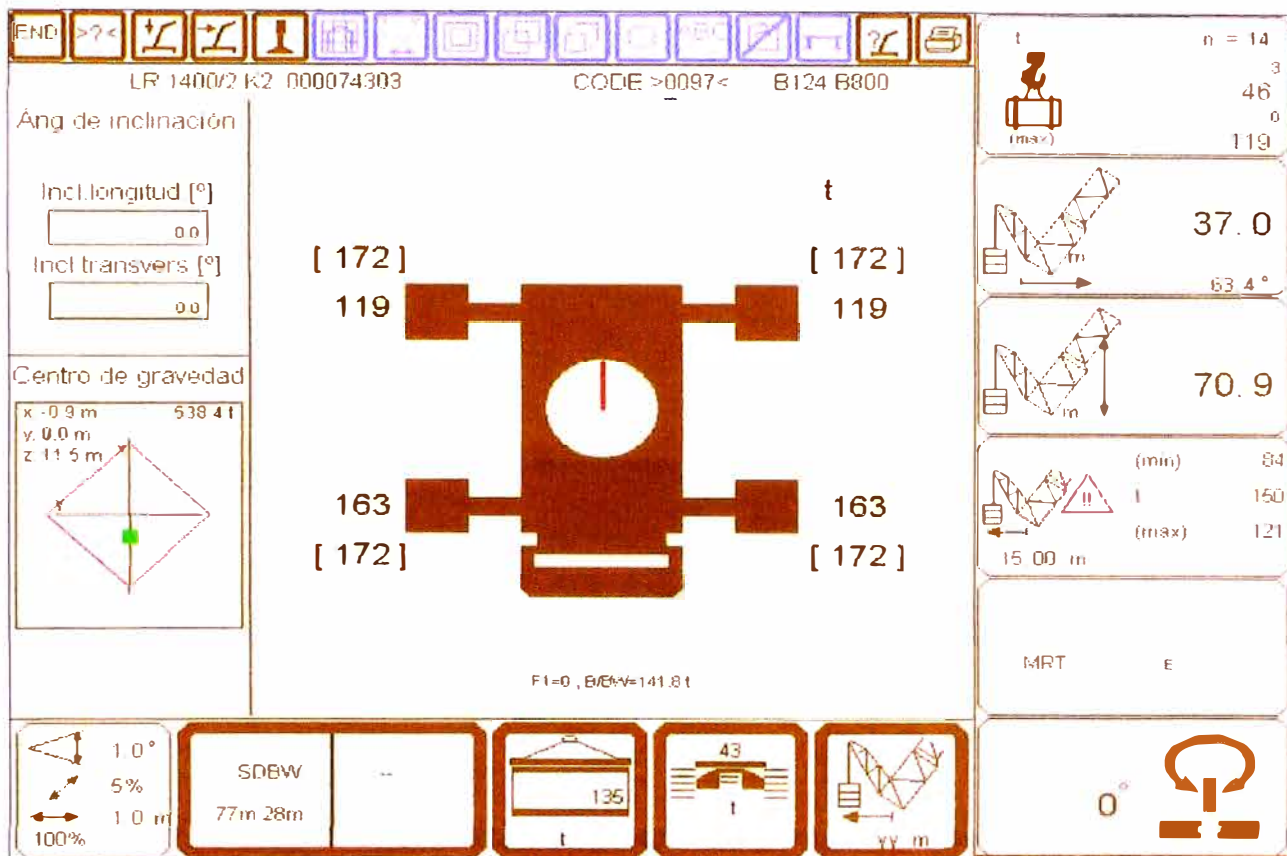 END >?<
LR 1400/2 K2 000074303 CODE >0097< B124 B800
Áng de inclinación
Incl.longitud [º]
0.0
Incl transvers [º]
0.0
Centro de gravedad
x: -0.9 m 538.4 t
y: 0.0 m
z: 11.5 m
t
[ 172 ] [ 172 ]
119 119
163 163
[ 172 ] [ 172 ]
F1=0 , B/BW=141.8 t
t n = 14
3
46
0
(max) 119
37. 0
m
63.4°
70.9
m
(min) 84
!!
t 150
(max) 121
15.00 m
MRT E
1.0°
5%
1.0 m
100%
SDBW --
77m 28m
135
t
43
t
yy m
0°